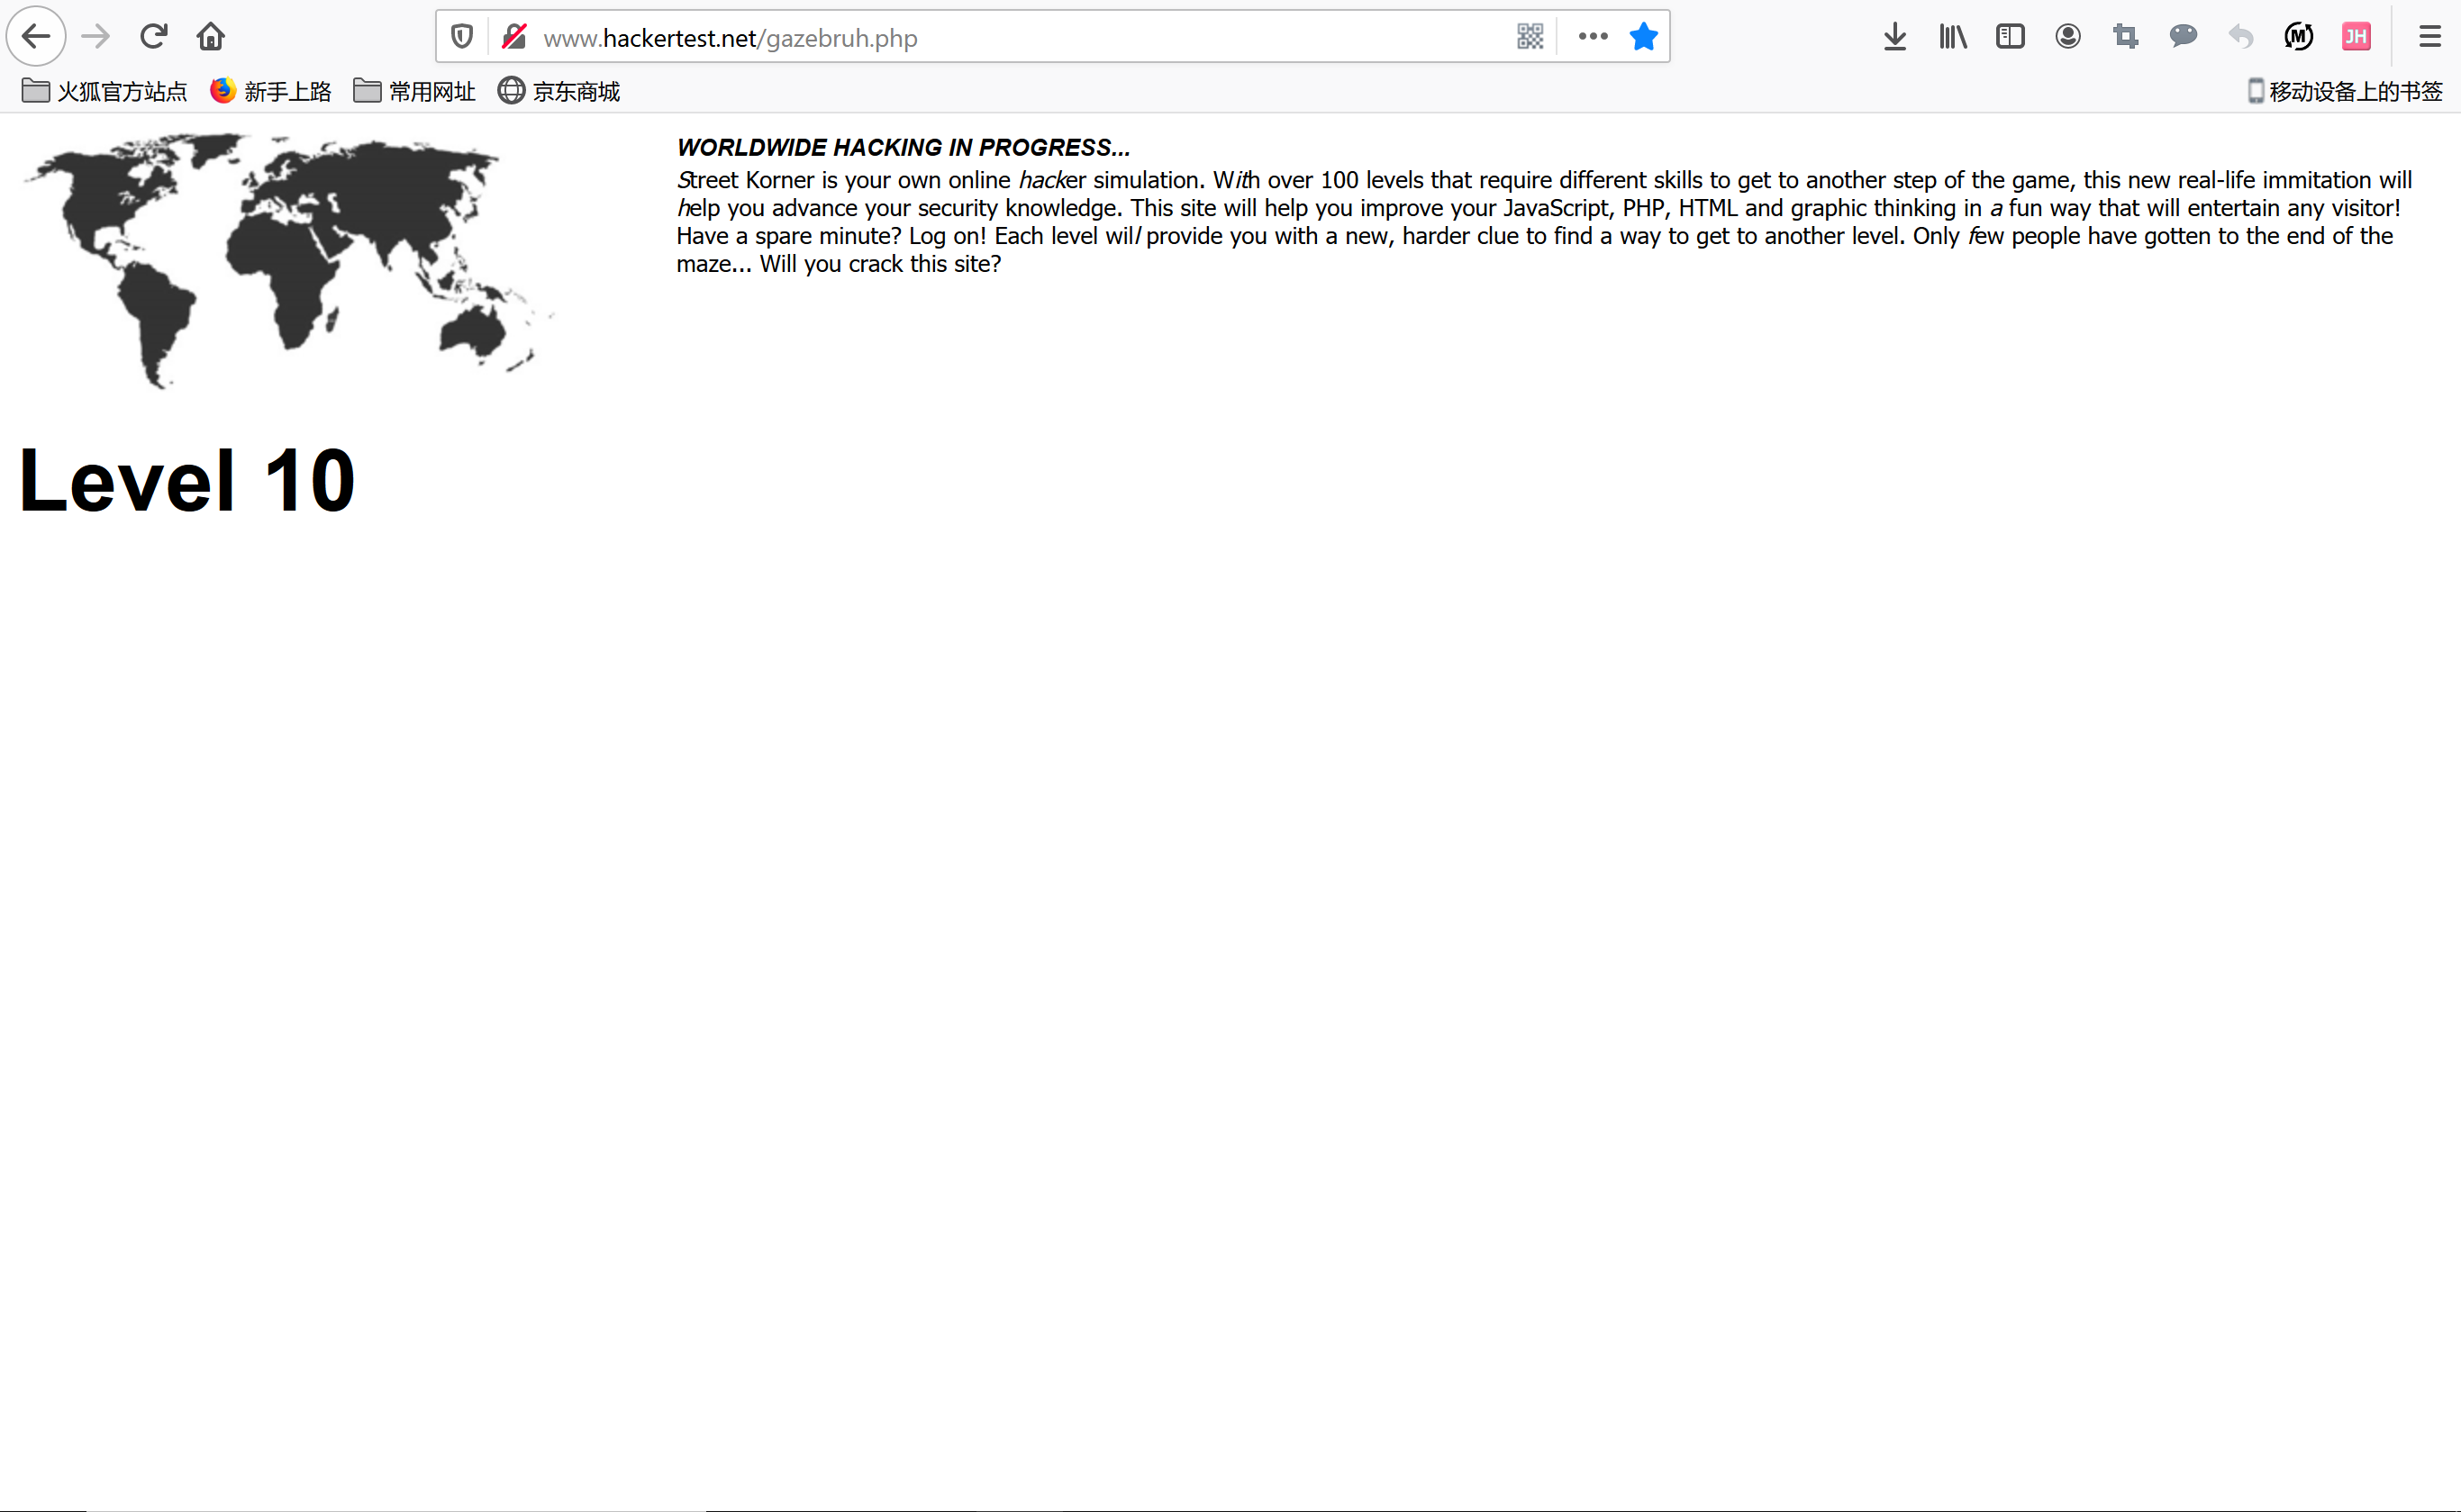 www.hackertest.net/gazebruh.php
M
JH
火狐官方站点 新手上路 常用网址 京东商城 移动设备上的书签
WORLDWIDE HACKING IN PROGRESS...
Street Korner is your own online hacker simulation. With over 100 levels that require different skills to get to another step of the game, this new real-life immitation will
help you advance your security knowledge. This site will help you improve your JavaScript, PHP, HTML and graphic thinking in a fun way that will entertain any visitor!
Have a spare minute? Log on! Each level will provide you with a new, harder clue to find a way to get to another level. Only few people have gotten to the end of the
maze... Will you crack this site?
Level 10